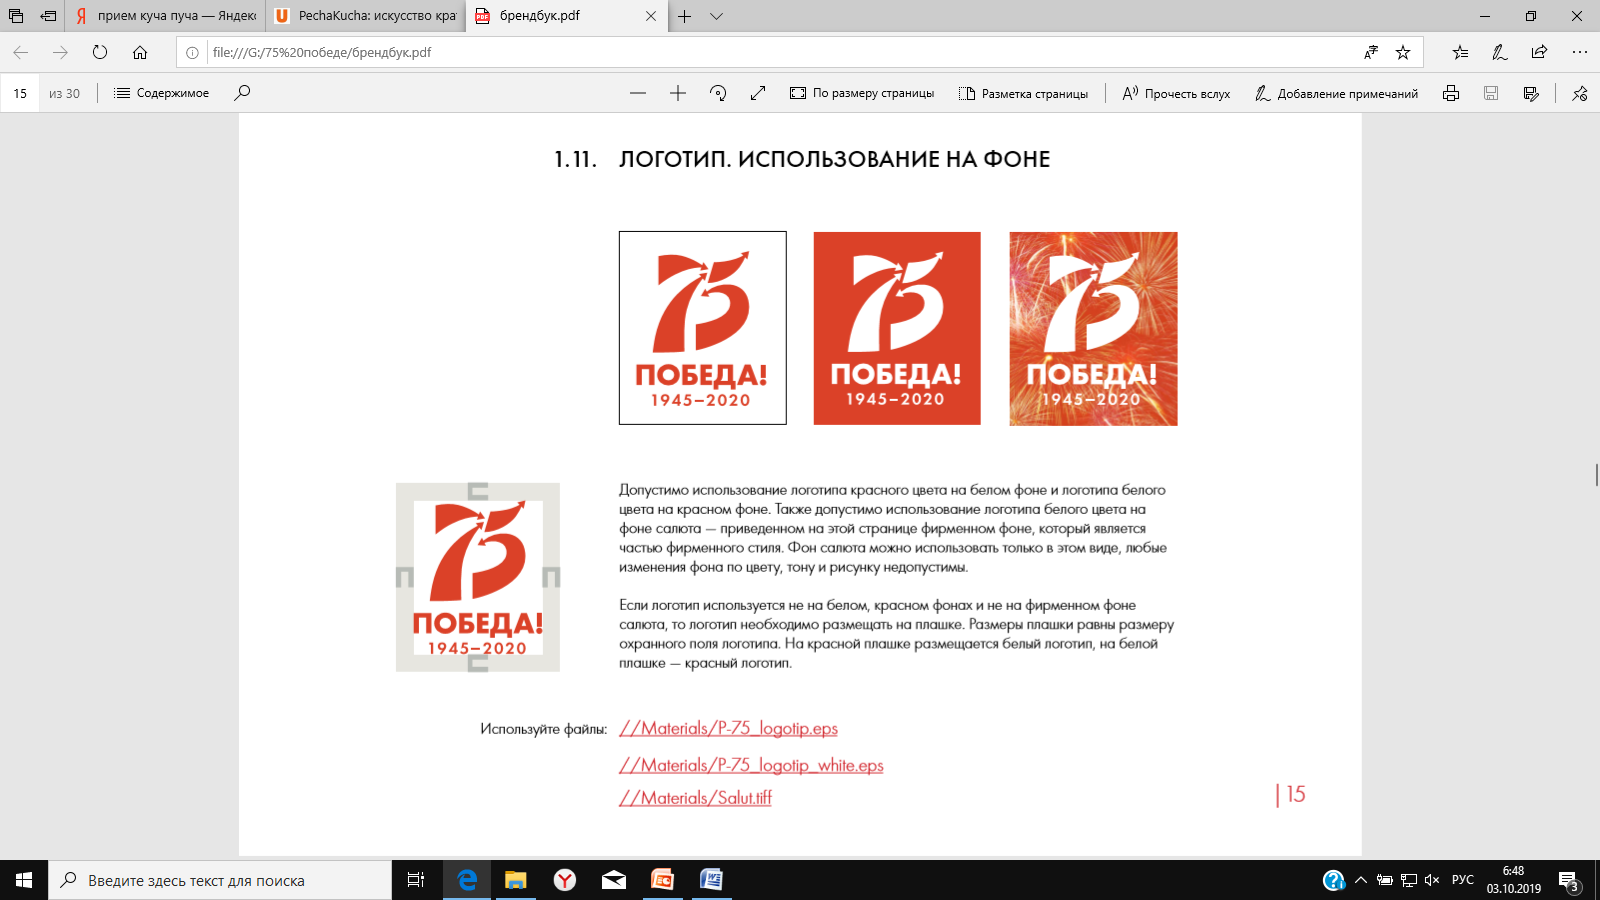 прием куча пуча — Яндекс
PechaKucha: искусство кра
брендбук.pdf
file:///G:/75%20победе/брендбук.pdf
15 из 30
Содержимое
По размеру страницы
Разметка страницы
Прочесть вслух
Добавление примечаний
1.11. ЛОГОТИП. ИСПОЛЬЗОВАНИЕ НА ФОНЕ
75
ПОБЕДА!
1945–2020
75
ПОБЕДА!
1945–2020
75
ПОБЕДА!
1945–2020
П
П
75
П
ПОБЕДА!
1945–2020
П
Допустимо использование логотипа красного цвета на белом фоне и логотипа белого
цвета на красном фоне. Также допустимо использование логотипа белого цвета на
фоне салюта — приведенном на этой странице фирменном фоне, который является
частью фирменного стиля. Фон салюта можно использовать только в этом виде, любые
изменения фона по цвету, тону и рисунку недопустимы.
Если логотип используется не на белом, красном фонах и не на фирменном фоне
салюта, то логотип необходимо размещать на плашке. Размеры плашки равны размеру
охранного поля логотипа. На красной плашке размещается белый логотип, на белой
плашке — красный логотип.
Используйте файлы: //Materials/P-75_logotip.eps
//Materials/P-75_logotip_white.eps
//Materials/Salut.tiff
| 15
Введите здесь текст для поиска
РУС
6:48
03.10.2019
3